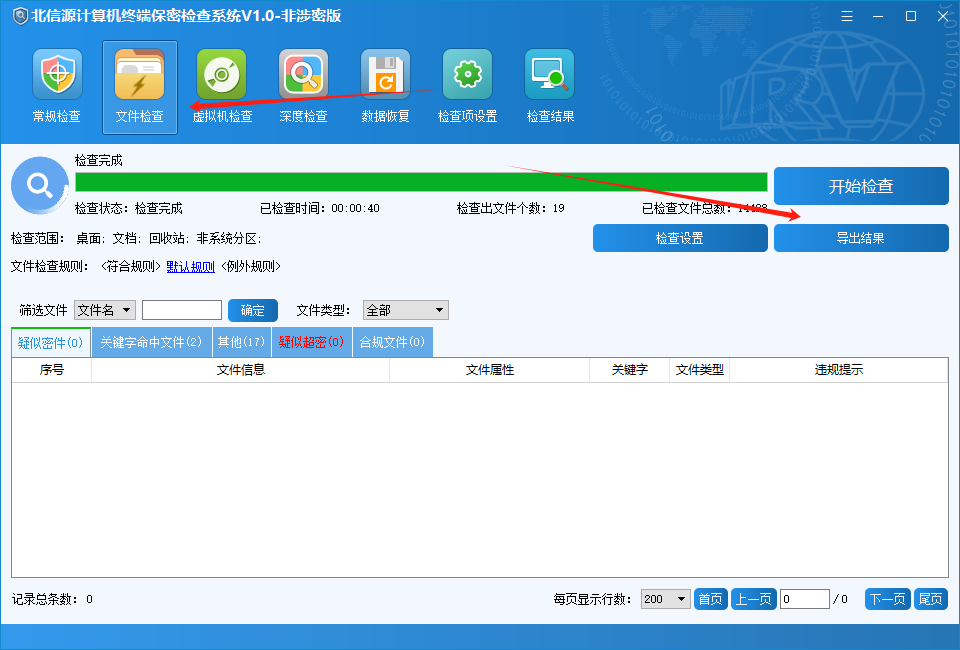 北信源计算机终端保密检查系统V1.0-非涉密版
常规检查 文件检查 虚拟机检查 深度检查 数据恢复 检查项设置 检查结果
检查完成
开始检查
检查状态: 检查完成 已检查时间: 00:00:40 检查出文件个数: 19 已检查文件总数: 14488
检查范围: 桌面; 文档; 回收站; 非系统分区; 检查设置 导出结果
文件检查规则: <符合规则> 默认规则 <例外规则>
筛选文件 文件名 确定 文件类型: 全部
疑似密件(0) 关键字命中文件(2) 其他(17) 疑似超密(0) 合规文件(0)
序号 文件信息 文件属性 关键字 文件类型 违规提示
记录总条数: 0 每页显示行数: 200 首页 上一页 0 / 0 下一页 尾页